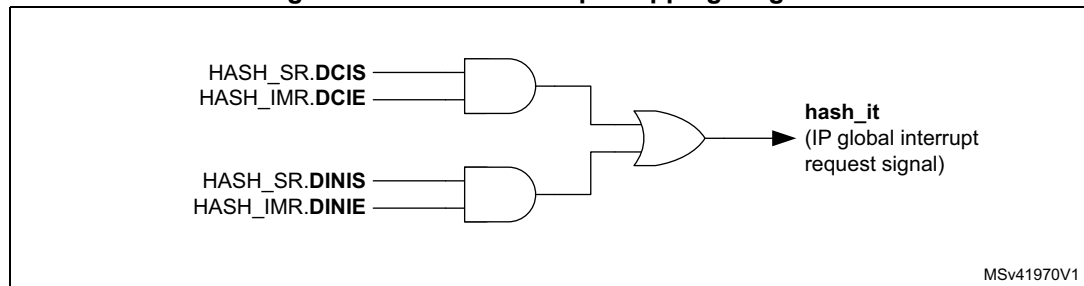 HASH_SR.DCIS
HASH_IMR.DCIE
hash_it
(IP global interrupt
request signal)
HASH_SR.DINIS
HASH_IMR.DINIE
MSv41970V1